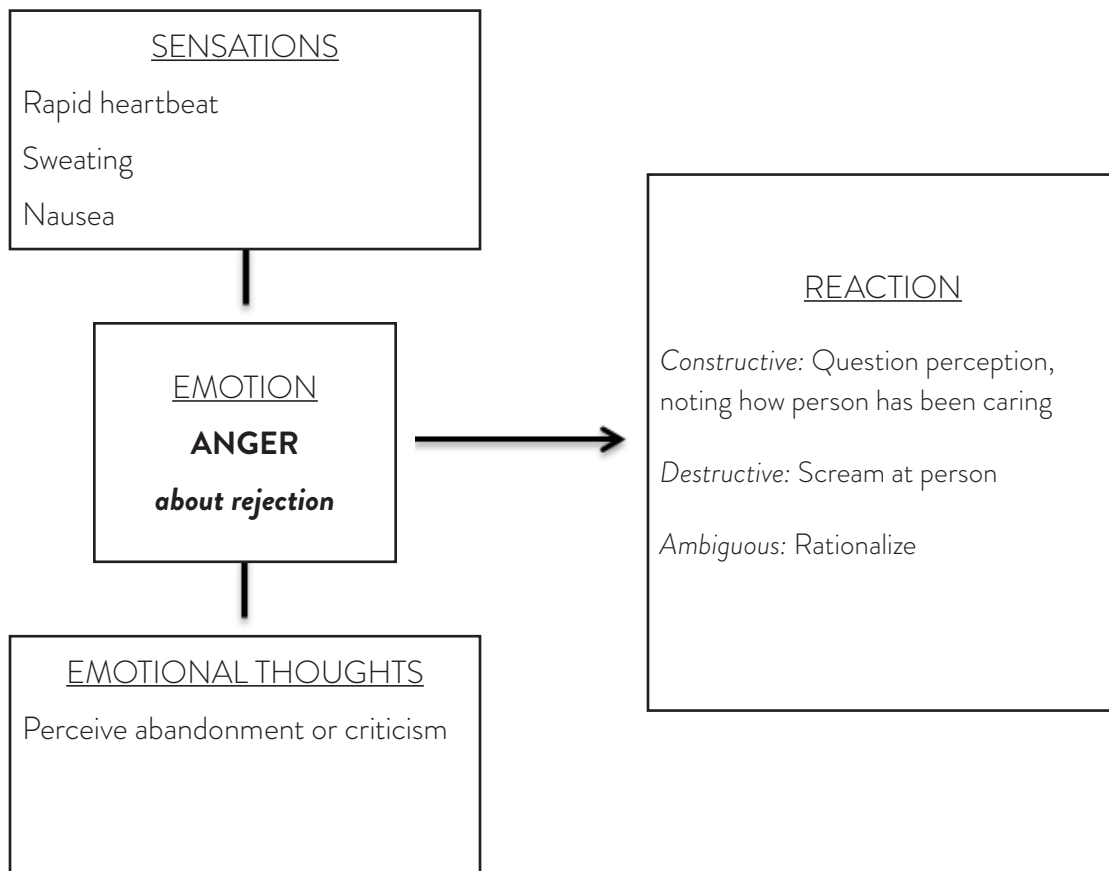 SENSATIONS
Rapid heartbeat
Sweating
Nausea
EMOTION
ANGER
about rejection
EMOTIONAL THOUGHTS
Perceive abandonment or criticism
REACTION
Constructive: Question perception,
noting how person has been caring
Destructive: Scream at person
Ambiguous: Rationalize